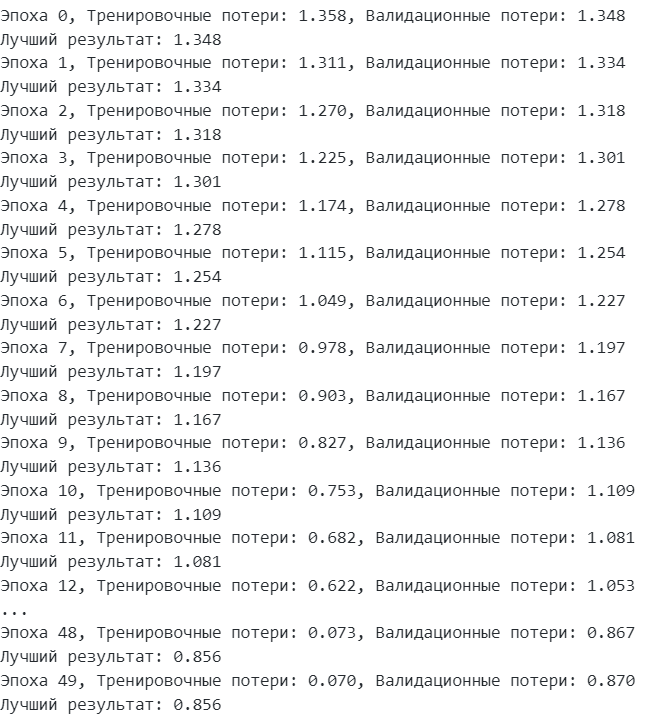 Эпоха 0, Тренировочные потери: 1.358, Валидационные потери: 1.348
Лучший результат: 1.348
Эпоха 1, Тренировочные потери: 1.311, Валидационные потери: 1.334
Лучший результат: 1.334
Эпоха 2, Тренировочные потери: 1.270, Валидационные потери: 1.318
Лучший результат: 1.318
Эпоха 3, Тренировочные потери: 1.225, Валидационные потери: 1.301
Лучший результат: 1.301
Эпоха 4, Тренировочные потери: 1.174, Валидационные потери: 1.278
Лучший результат: 1.278
Эпоха 5, Тренировочные потери: 1.115, Валидационные потери: 1.254
Лучший результат: 1.254
Эпоха 6, Тренировочные потери: 1.049, Валидационные потери: 1.227
Лучший результат: 1.227
Эпоха 7, Тренировочные потери: 0.978, Валидационные потери: 1.197
Лучший результат: 1.197
Эпоха 8, Тренировочные потери: 0.903, Валидационные потери: 1.167
Лучший результат: 1.167
Эпоха 9, Тренировочные потери: 0.827, Валидационные потери: 1.136
Лучший результат: 1.136
Эпоха 10, Тренировочные потери: 0.753, Валидационные потери: 1.109
Лучший результат: 1.109
Эпоха 11, Тренировочные потери: 0.682, Валидационные потери: 1.081
Лучший результат: 1.081
Эпоха 12, Тренировочные потери: 0.622, Валидационные потери: 1.053
...
Эпоха 48, Тренировочные потери: 0.073, Валидационные потери: 0.867
Лучший результат: 0.856
Эпоха 49, Тренировочные потери: 0.070, Валидационные потери: 0.870
Лучший результат: 0.856